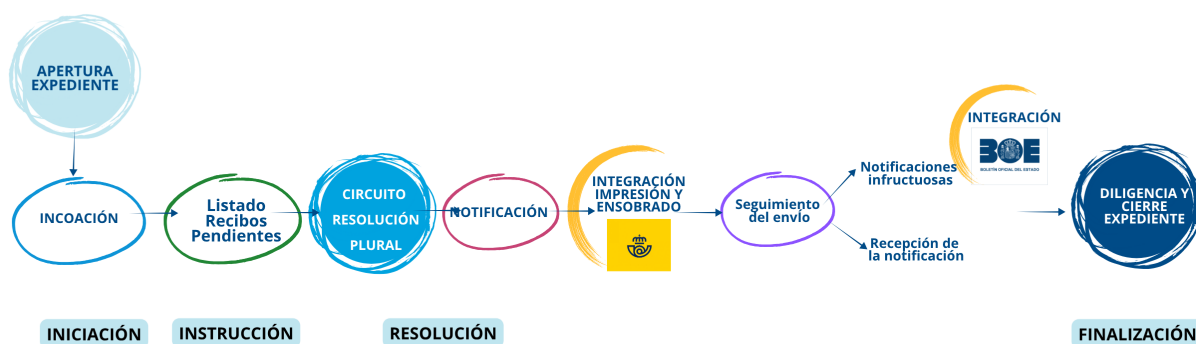 APERTURA
EXPEDIENTE
INCOACIÓN
Listado
Recibos
Pendientes
CIRCUITO
RESOLUCIÓN
PLURAL
NOTIFICACIÓN
INTEGRACIÓN
IMPRESIÓN Y
ENSOBRADO
Seguimiento
del envío
Notificaciones
infructuosas
Recepción de
la notificación
INTEGRACIÓN
BOE
BOLETÍN OFICIAL DEL ESTADO
DILIGENCIA Y
CIERRE
EXPEDIENTE
INICIACIÓN
INSTRUCCIÓN
RESOLUCIÓN
FINALIZACIÓN